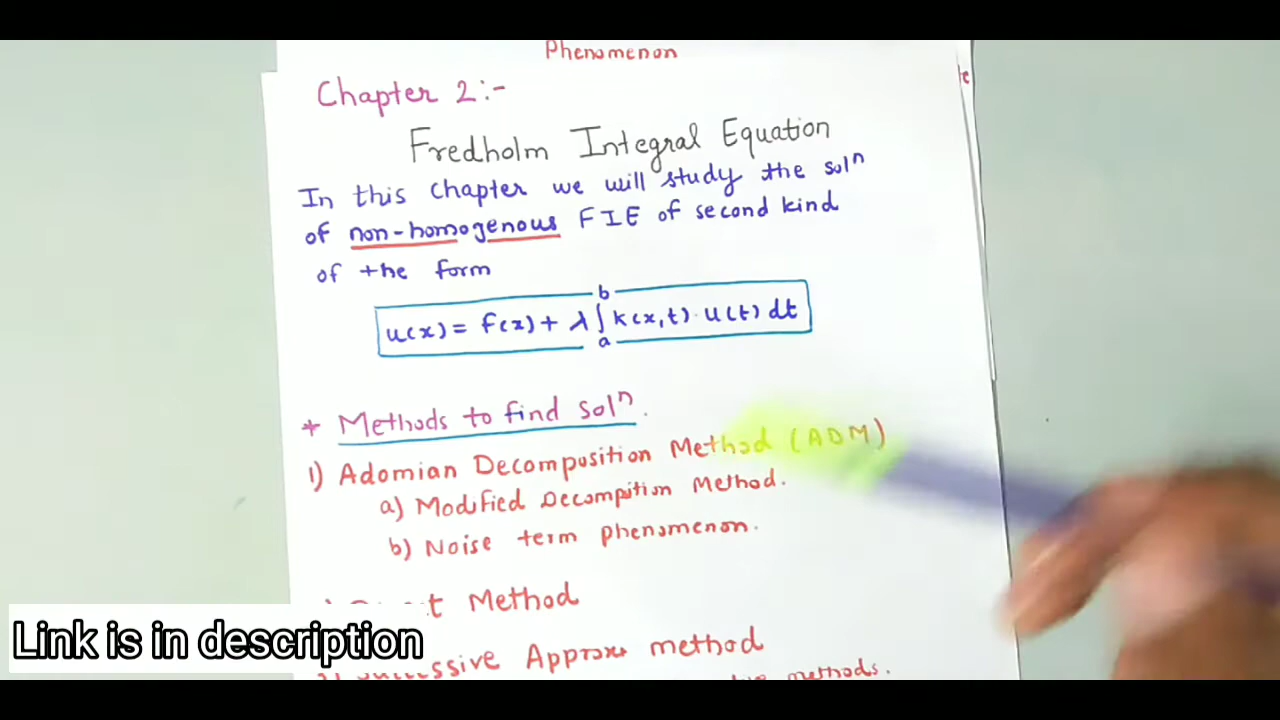 Phenomenon
Chapter 2:-
Fredholm Integral Equation
In this Chapter we will study the solⁿ
of non-homogenous FIE of second kind
of the form
u(x) = f(x) + λ ∫ₐᵇ k(x,t) · u(t) dt
* Methods to find solⁿ.
1) Adomian Decomposition Method (ADM)
a) Modified Decompition Method.
b) Noise term phenomenon.
Method
Approx method
methods.
Link is in description